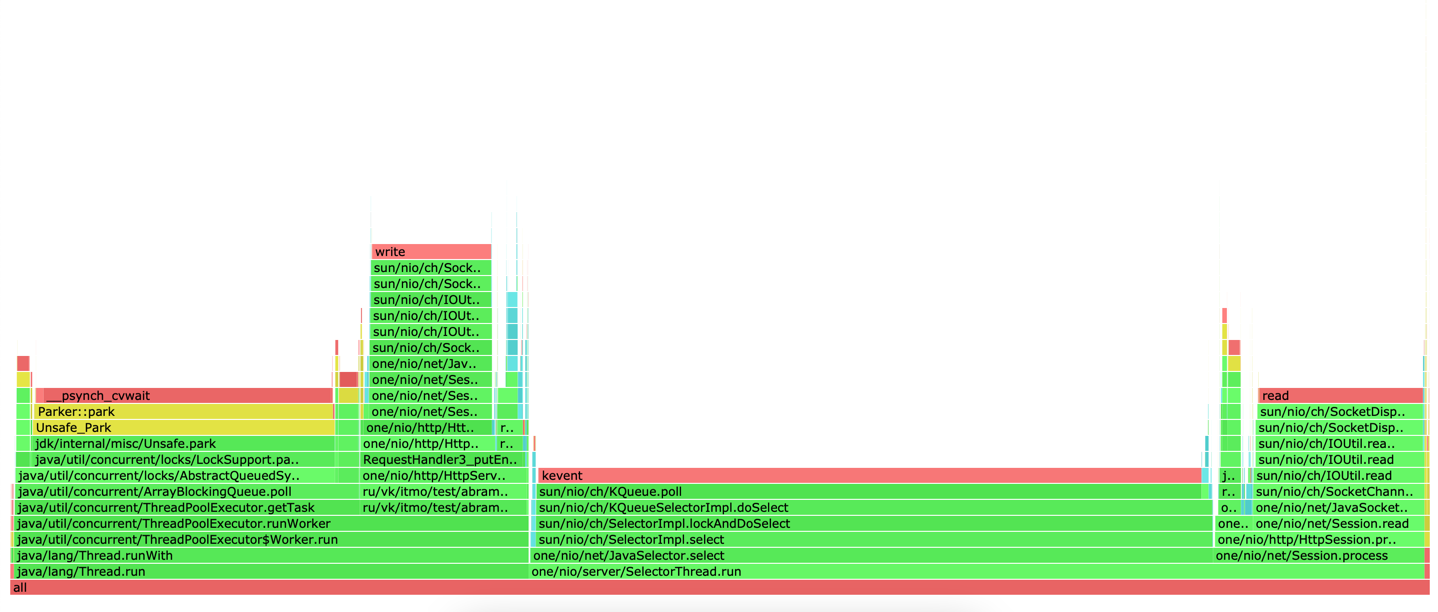 write
sun/nio/ch/Sock..
sun/nio/ch/Sock..
sun/nio/ch/IOUt..
sun/nio/ch/IOUt..
sun/nio/ch/IOUt..
sun/nio/ch/Sock..
one/nio/net/Jav..
one/nio/net/Ses..
__psynch_cvwait one/nio/net/Ses.. read
Parker::park one/nio/net/Ses.. sun/nio/ch/SocketDisp..
Unsafe_Park one/nio/http/Htt.. r.. sun/nio/ch/SocketDisp..
jdk/internal/misc/Unsafe.park one/nio/http/Http.. r.. sun/nio/ch/IOUtil.rea..
java/util/concurrent/locks/LockSupport.pa.. RequestHandler3_putEn.. sun/nio/ch/IOUtil.read
java/util/concurrent/locks/AbstractQueuedSy.. one/nio/http/HttpServ.. kevent j.. sun/nio/ch/IOUtil.read
java/util/concurrent/ArrayBlockingQueue.poll ru/vk/itmo/test/abram.. sun/nio/ch/KQueue.poll r.. sun/nio/ch/SocketChann..
java/util/concurrent/ThreadPoolExecutor.getTask ru/vk/itmo/test/abram.. sun/nio/ch/KQueueSelectorImpl.doSelect o.. one/nio/net/JavaSocket..
java/util/concurrent/ThreadPoolExecutor.runWorker sun/nio/ch/SelectorImpl.lockAndDoSelect one.. one/nio/net/Session.read
java/util/concurrent/ThreadPoolExecutor$Worker.run sun/nio/ch/SelectorImpl.select one/nio/http/HttpSession.pr..
java/lang/Thread.runWith one/nio/net/JavaSelector.select one/nio/net/Session.process
java/lang/Thread.run one/nio/server/SelectorThread.run
all